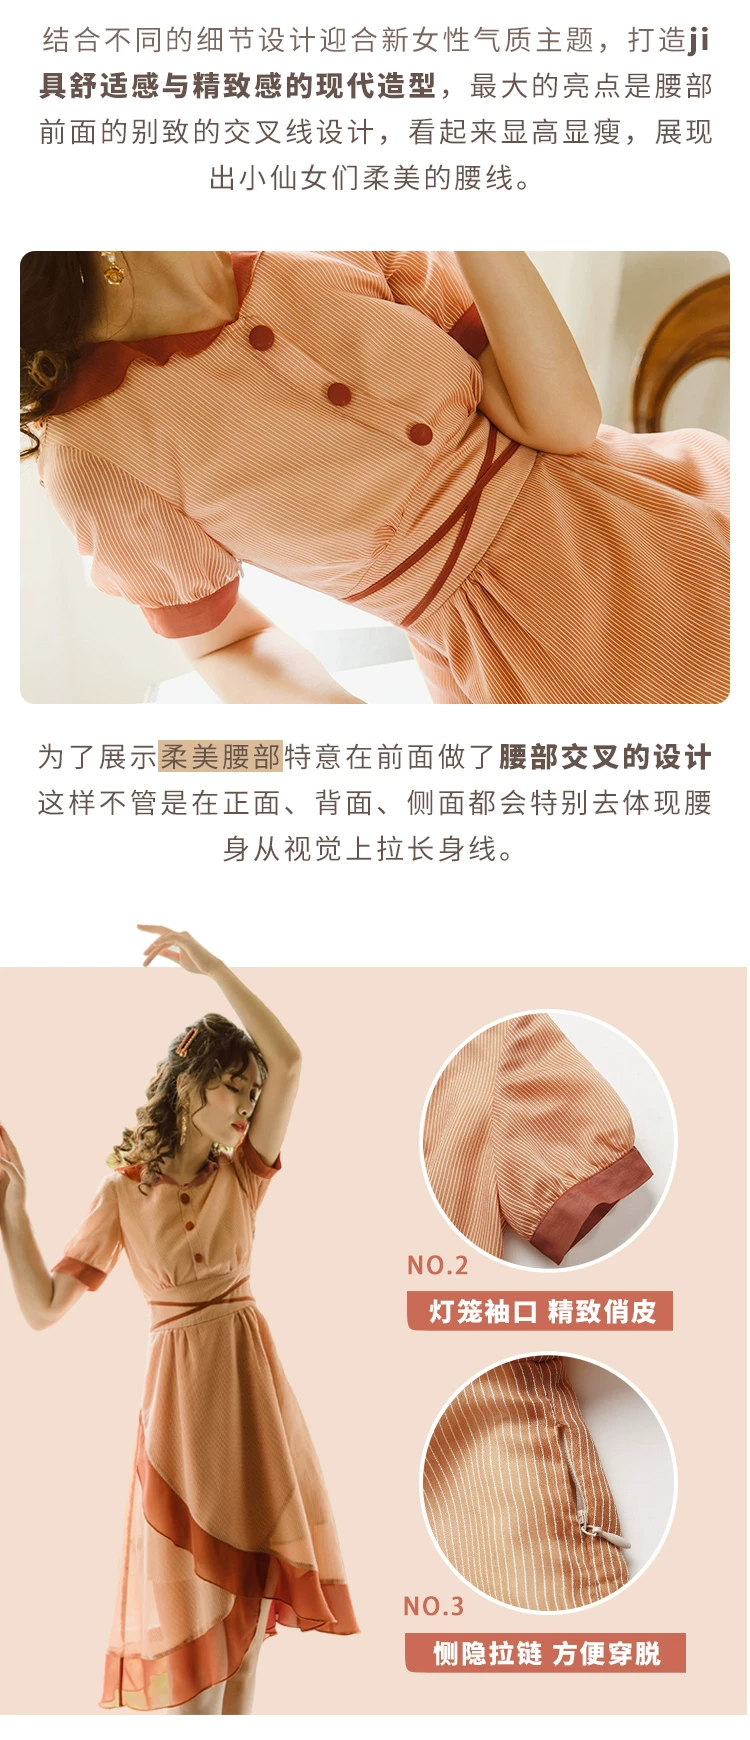 结合不同的细节设计迎合新女性气质主题，打造ji
具舒适感与精致感的现代造型，最大的亮点是腰部
前面的别致的交叉线设计，看起来显高显瘦，展现
出小仙女们柔美的腰线。
为了展示柔美腰部特意在前面做了腰部交叉的设计
这样不管是在正面、背面、侧面都会特别去体现腰
身从视觉上拉长身线。
NO.2
灯笼袖口 精致俏皮
NO.3
恻隐拉链 方便穿脱